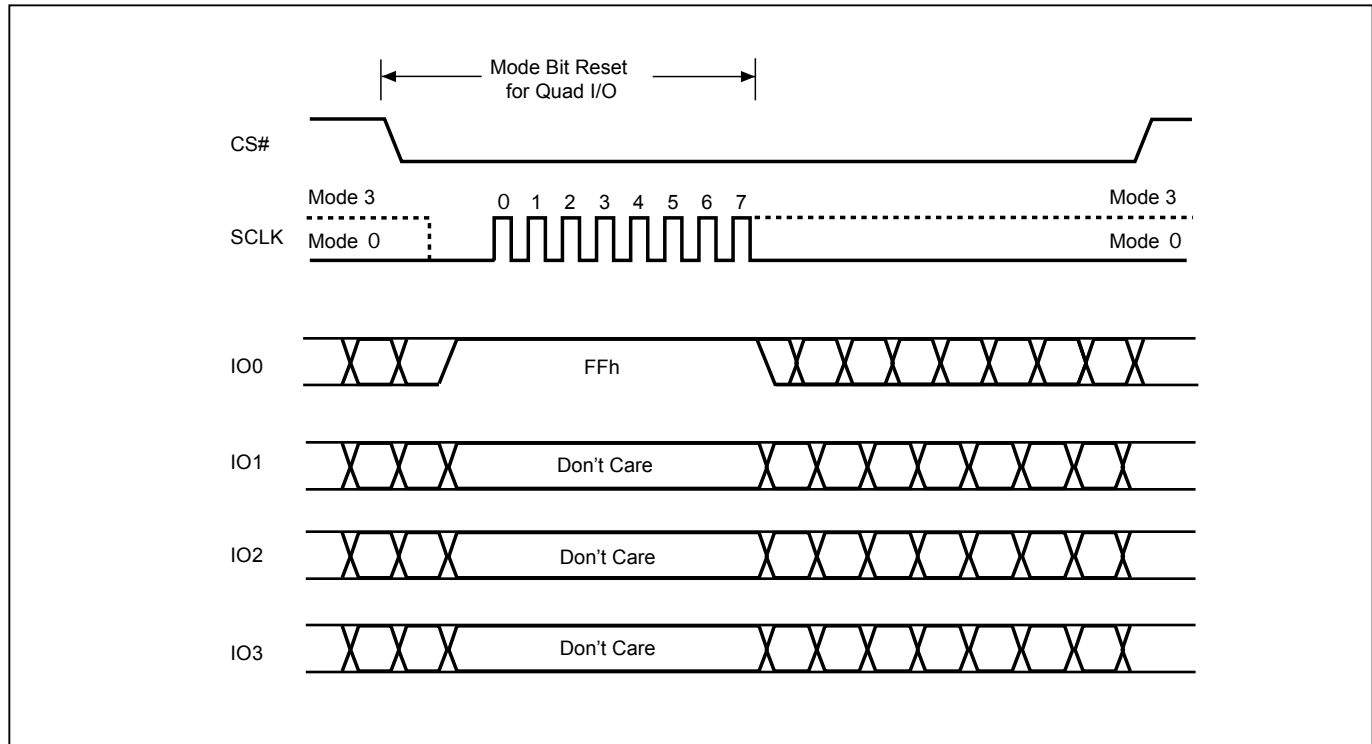 Mode Bit Reset
for Quad I/O
CS#
Mode 3
0 1 2 3 4 5 6 7
Mode 3
SCLK
Mode 0
Mode 0
IO0
FFh
IO1
Don't Care
IO2
Don't Care
IO3
Don't Care